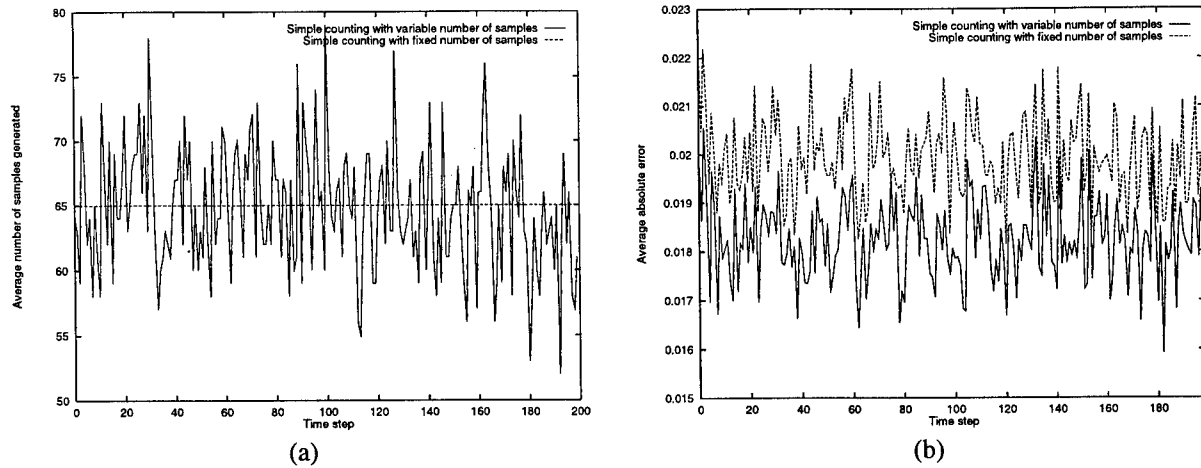 Simple counting with variable number of samples
Simple counting with fixed number of samples
Average number of samples generated
80
75
70
65
60
55
50
0 20 40 60 80 100 120 140 160 180 200
Time step
(a)
Simple counting with variable number of samples
Simple counting with fixed number of samples
Average absolute error
0.023
0.022
0.021
0.02
0.019
0.018
0.017
0.016
0.015
0 20 40 60 80 100 120 140 160 180
Time step
(b)